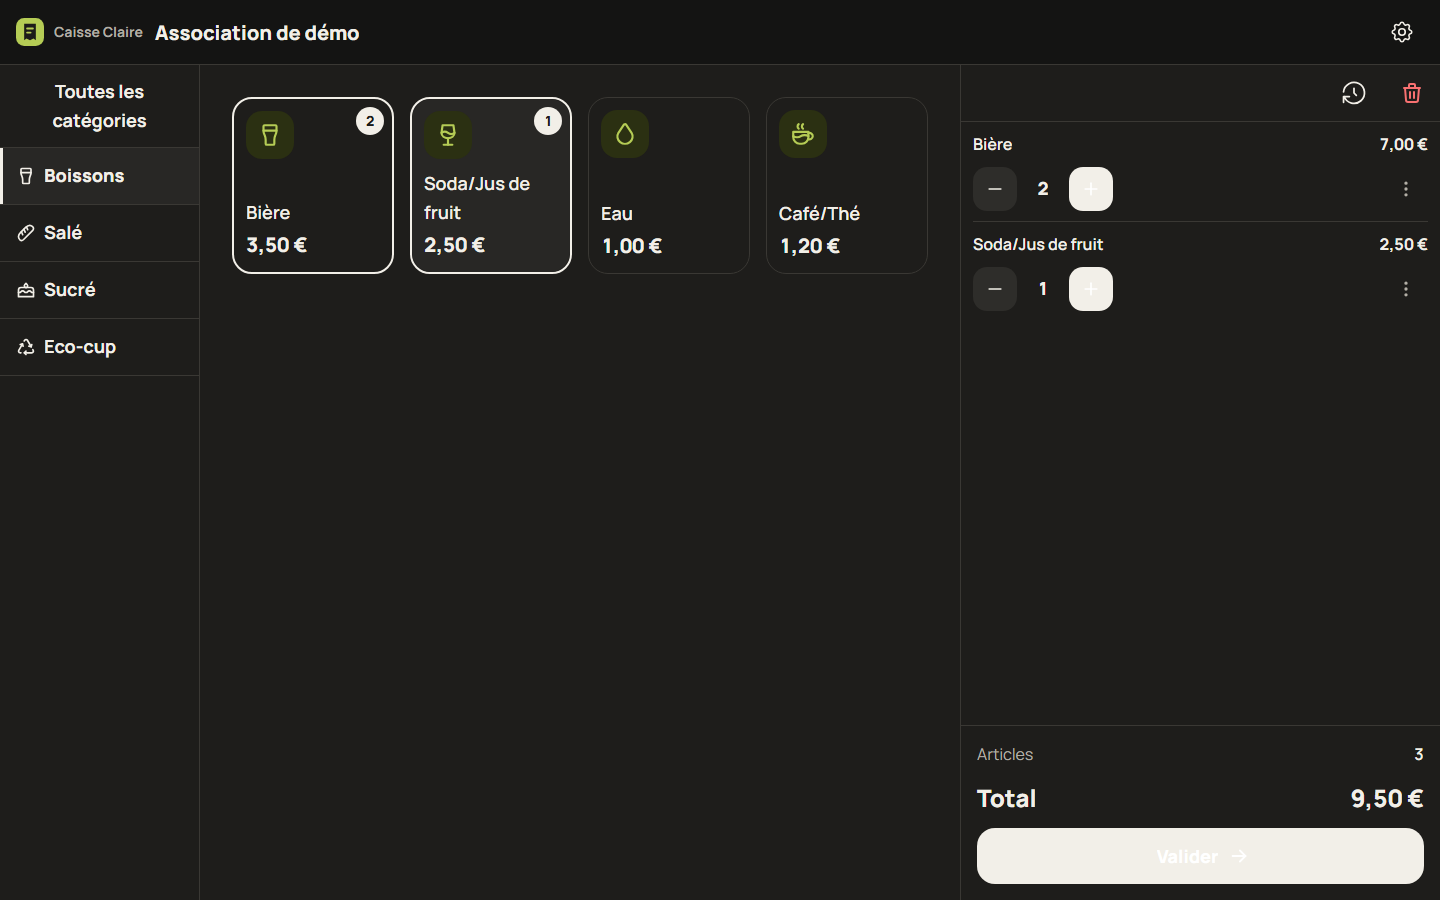 Caisse Claire Association de démo
Toutes les
catégories
Boissons
Salé
Sucré
Eco-cup
2
Bière
3,50 €
1
Soda/Jus de
fruit
2,50 €
Eau
1,00 €
Café/Thé
1,20 €
Bière 7,00 €
2
Soda/Jus de fruit 2,50 €
1
Articles 3
Total 9,50 €
Valider